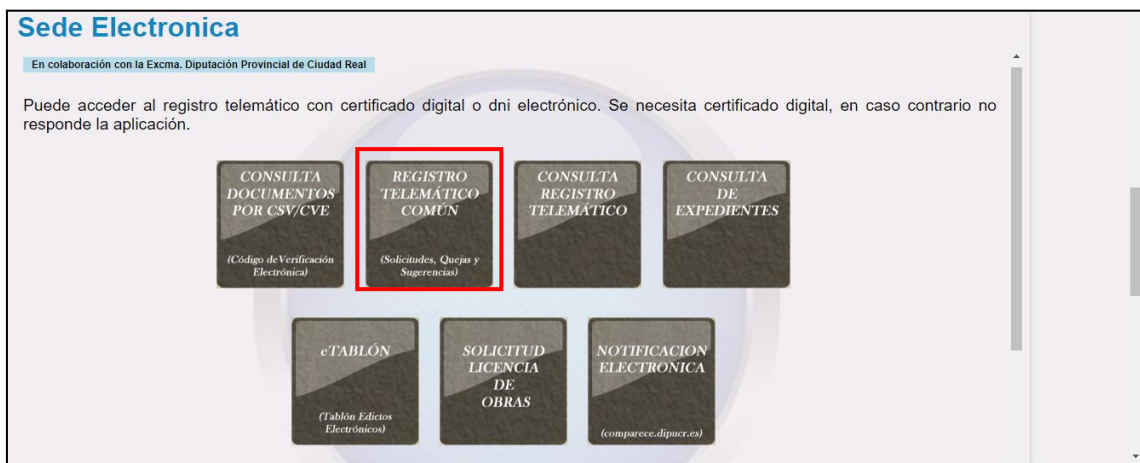 Sede Electronica
En colaboración con la Excma. Diputación Provincial de Ciudad Real
Puede acceder al registro telemático con certificado digital o dni electrónico. Se necesita certificado digital, en caso contrario no
responde la aplicación.
CONSULTA
DOCUMENTOS
POR CSV/CVE
(Código de Verificación
Electrónica)
REGISTRO
TELEMÁTICO
COMÚN
(Solicitudes, Quejas y
Sugerencias)
CONSULTA
REGISTRO
TELEMÁTICO
CONSULTA
DE
EXPEDIENTES
eTABLÓN
(Tablón Edictos
Electrónicos)
SOLICITUD
LICENCIA
DE
OBRAS
NOTIFICACION
ELECTRONICA
(comparece.dipucr.es)